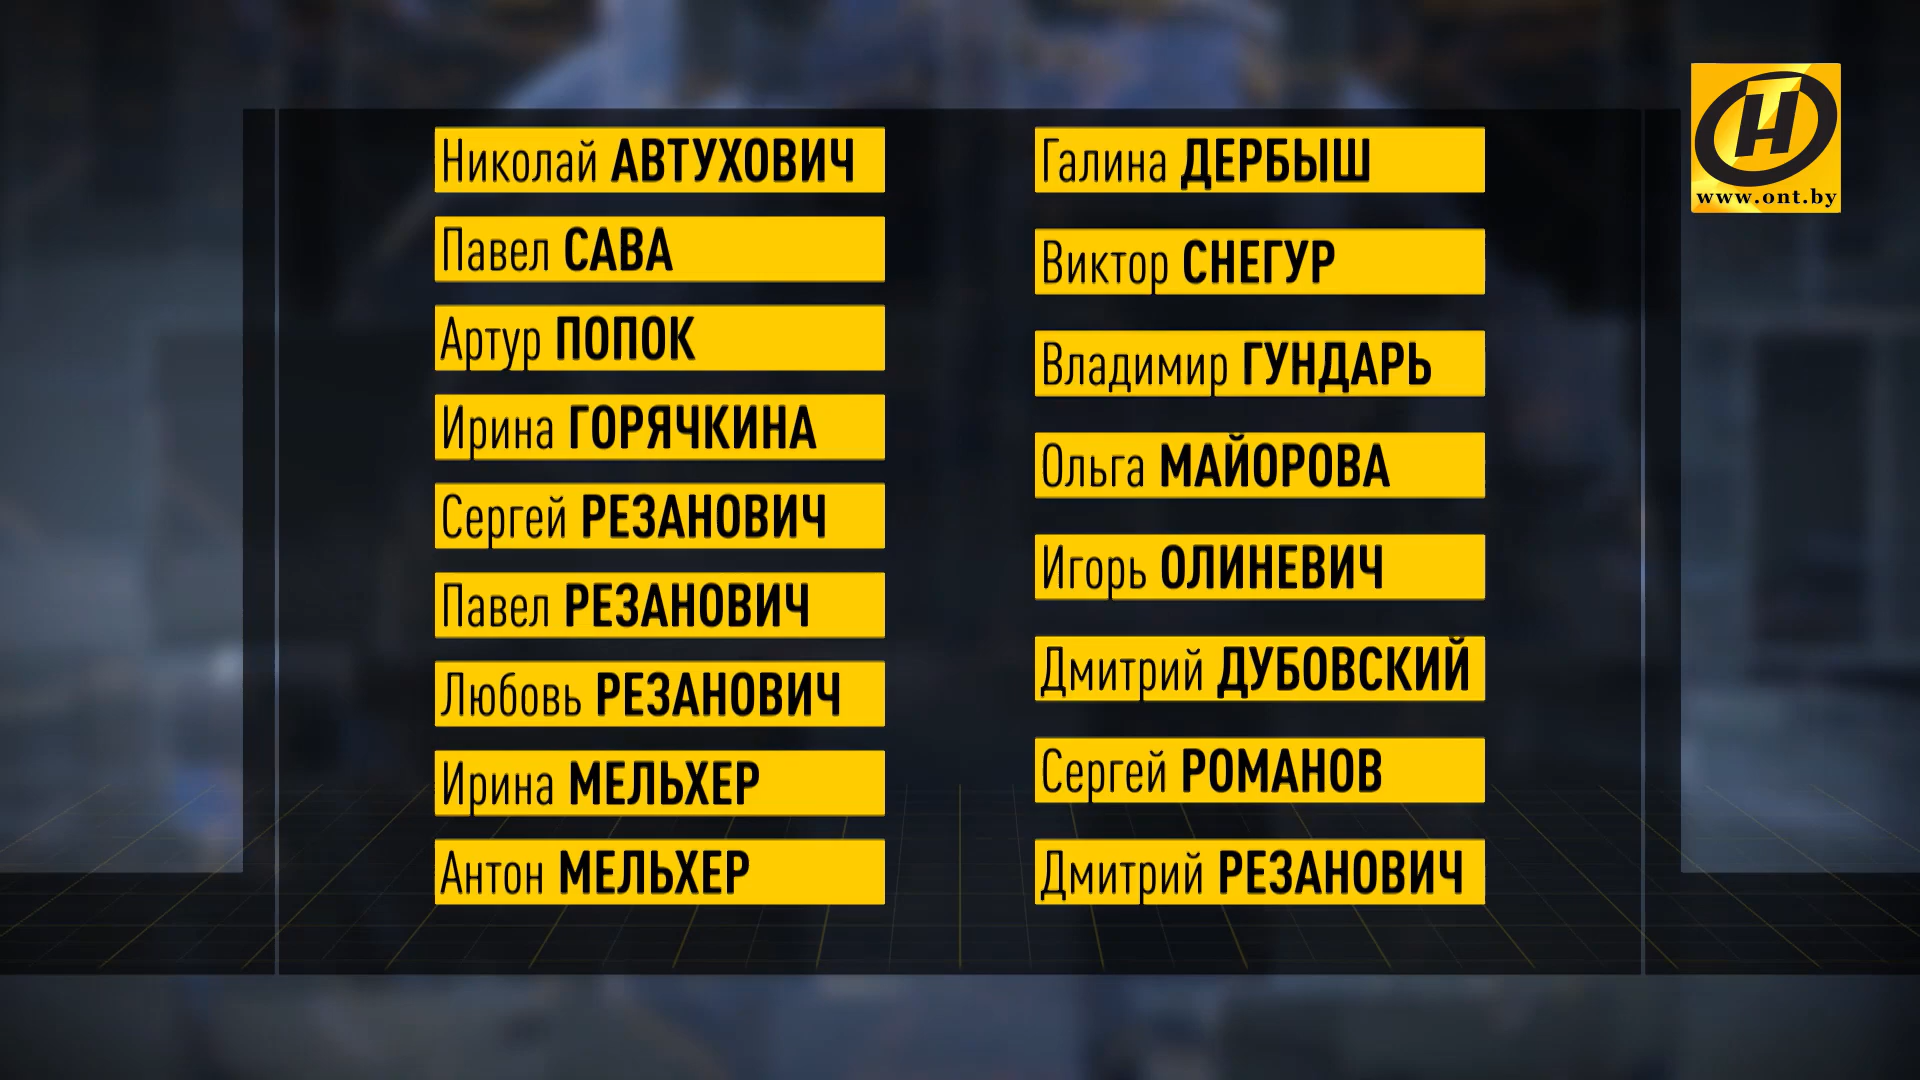 Николай АВТУХОВИЧ
Павел САВА
Артур ПОПОК
Ирина ГОРЯЧКИНА
Сергей РЕЗАНОВИЧ
Павел РЕЗАНОВИЧ
Любовь РЕЗАНОВИЧ
Ирина МЕЛЬХЕР
Антон МЕЛЬХЕР
Галина ДЕРБЫШ
Виктор СНЕГУР
Владимир ГУНДАРЬ
Ольга МАЙОРОВА
Игорь ОЛИНЕВИЧ
Дмитрий ДУБОВСКИЙ
Сергей РОМАНОВ
Дмитрий РЕЗАНОВИЧ
ОНТ
www.ont.by